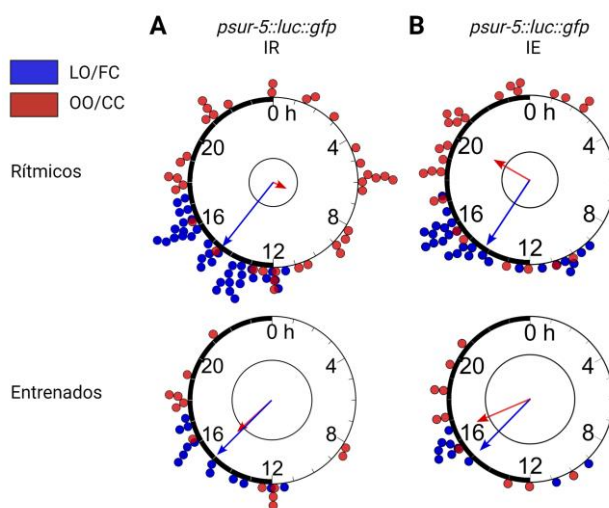 A
psur-5::luc::gfp
IR
B
psur-5::luc::gfp
IE
LO/FC
OO/CC
Rítmicos
0 h
4
8
12
16
20
0 h
4
8
12
16
20
Entrenados
0 h
4
8
12
16
20
0 h
4
8
12
16
20